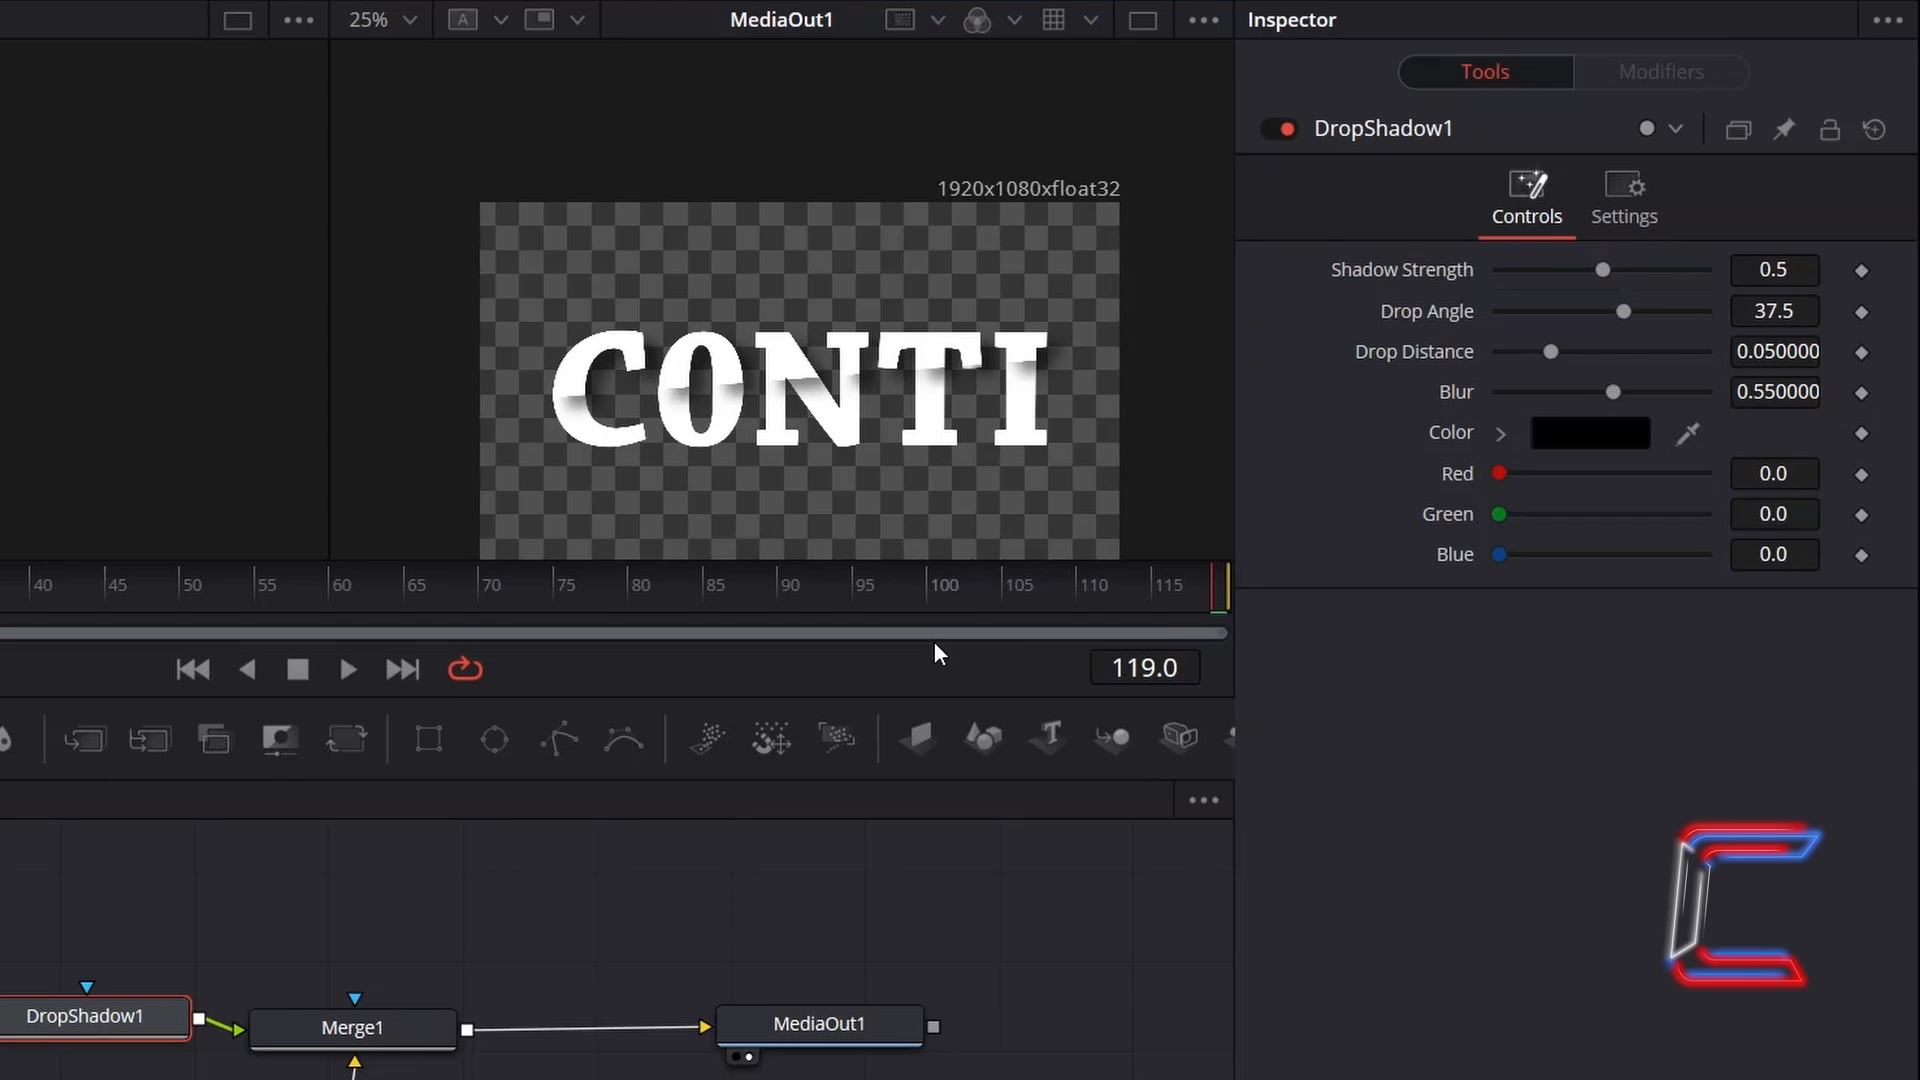 25%
A
MediaOut1
Inspector
Tools
Modifiers
DropShadow1
1920x1080xfloat32
Controls
Settings
Shadow Strength 0.5
Drop Angle 37.5
Drop Distance 0.050000
Blur 0.550000
Color
Red 0.0
Green 0.0
Blue 0.0
C0NTI
40 45 50 55 60 65 70 75 80 85 90 95 100 105 110 115
119.0
T
DropShadow1
Merge1
MediaOut1
C